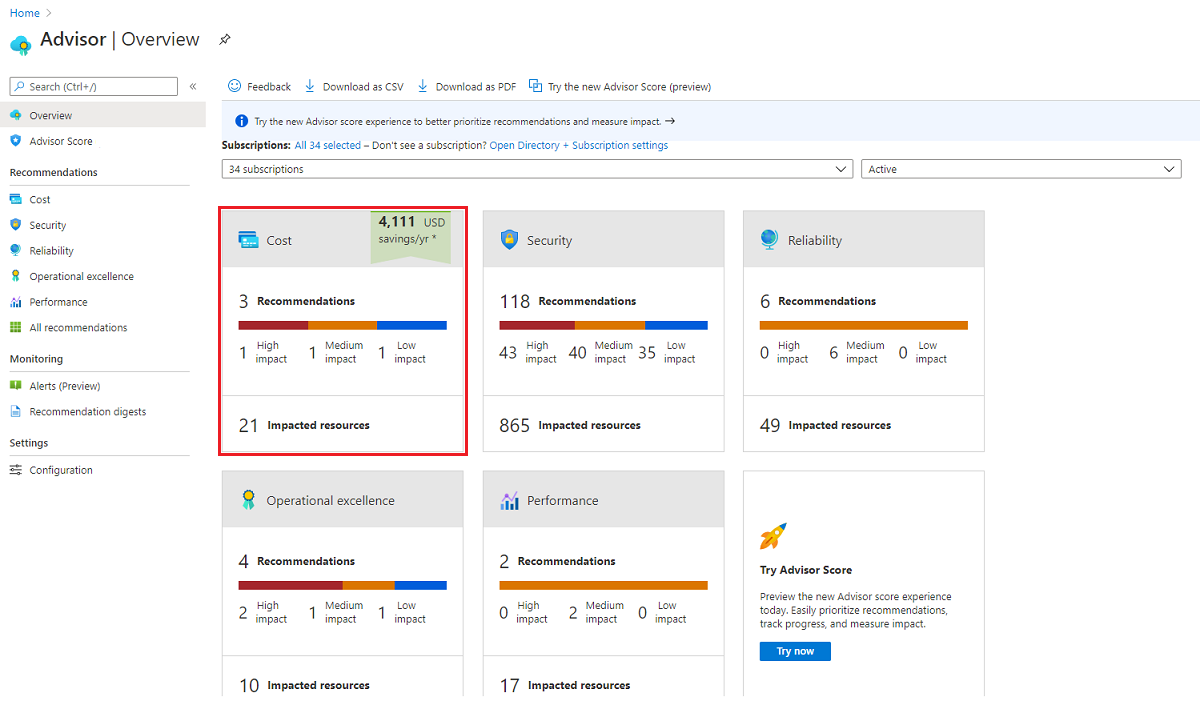 Home
Advisor | Overview
Search (Ctrl+/)
Overview
Advisor Score
Recommendations
Cost
Security
Reliability
Operational excellence
Performance
All recommendations
Monitoring
Alerts (Preview)
Recommendation digests
Settings
Configuration
Feedback Download as CSV Download as PDF Try the new Advisor Score (preview)
Try the new Advisor score experience to better prioritize recommendations and measure impact. →
Subscriptions: All 34 selected – Don't see a subscription? Open Directory + Subscription settings
34 subscriptions Active
Cost
4,111 USD
savings/yr *
3 Recommendations
1 High impact 1 Medium impact 1 Low impact
21 Impacted resources
Security
118 Recommendations
43 High impact 40 Medium impact 35 Low impact
865 Impacted resources
Reliability
6 Recommendations
0 High impact 6 Medium impact 0 Low impact
49 Impacted resources
Operational excellence
4 Recommendations
2 High impact 1 Medium impact 1 Low impact
10 Impacted resources
Performance
2 Recommendations
0 High impact 2 Medium impact 0 Low impact
17 Impacted resources
Try Advisor Score
Preview the new Advisor score experience
today. Easily prioritize recommendations,
track progress, and measure impact.
Try now